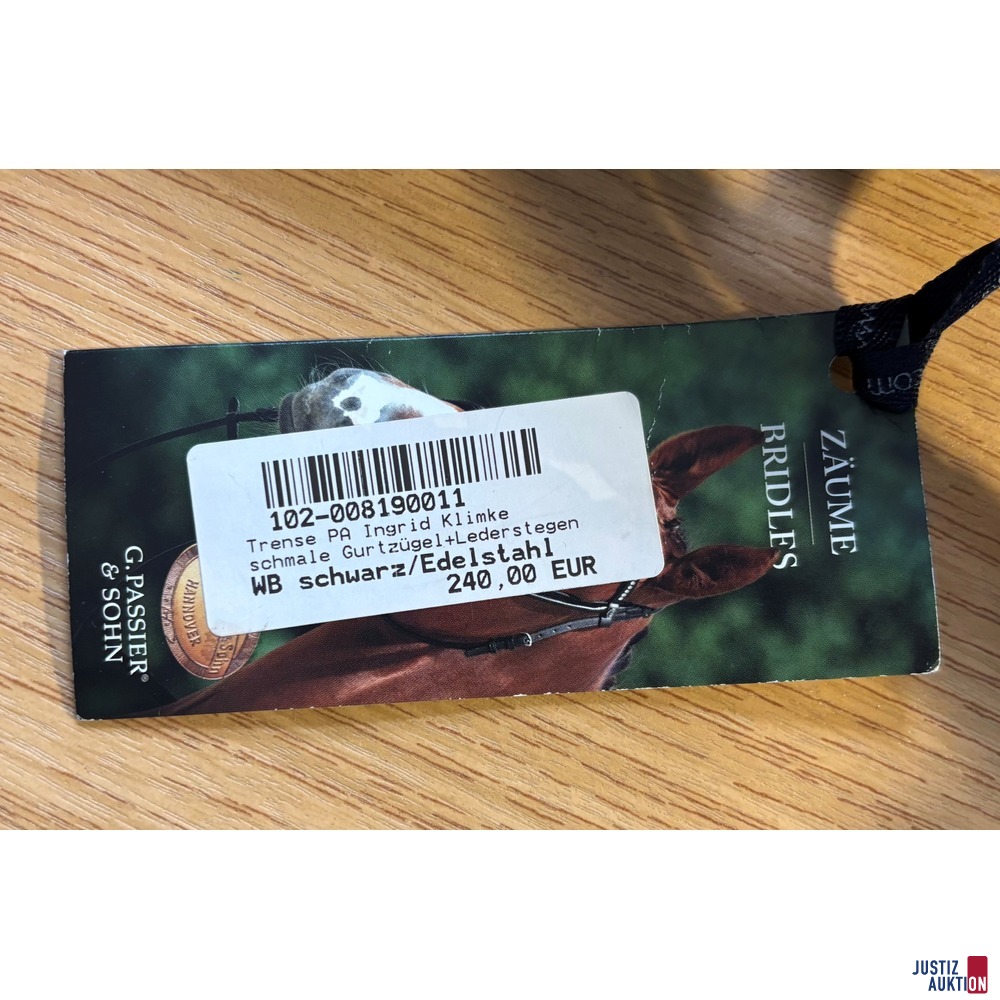 102-008190011
Trense PA Ingrid Klimke
schmale Gurtzügel+Lederstegen
WB schwarz/Edelstahl
240,00 EUR
ZÄUME
BRIDLES
G. PASSIER®
& SOHN
HANNOVER
JUSTIZ
AUKTION